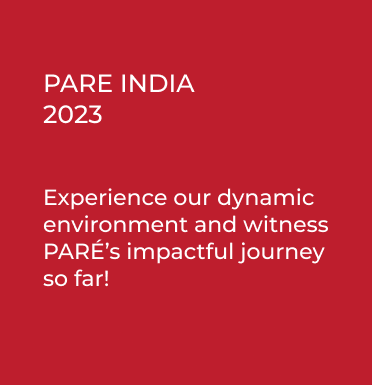 PARE INDIA
2023
Experience our dynamic
environment and witness
PARÉ’s impactful journey
so far!